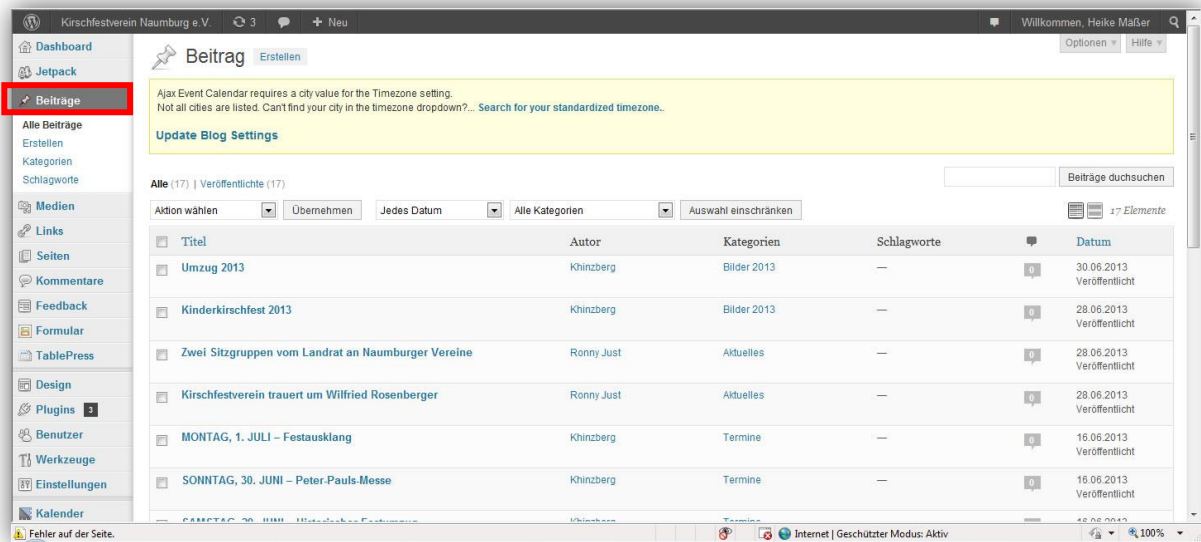 Kirschfestverein Naumburg e.V. 3 + Neu Willkommen, Heike Mäßer
Dashboard
Jetpack
Beiträge
Alle Beiträge
Erstellen
Kategorien
Schlagworte
Medien
Links
Seiten
Kommentare
Feedback
Formular
TablePress
Design
Plugins 3
Benutzer
Werkzeuge
Einstellungen
Kalender
Optionen Hilfe
Beitrag Erstellen
Ajax Event Calendar requires a city value for the Timezone setting.
Not all cities are listed. Can't find your city in the timezone dropdown?... Search for your standardized timezone..
Update Blog Settings
Alle (17) | Veröffentlichte (17) Beiträge duchsuchen
Aktion wählen Übernehmen Jedes Datum Alle Kategorien Auswahl einschränken 17 Elemente
Titel Autor Kategorien Schlagworte Datum
Umzug 2013 Khinzberg Bilder 2013 — 0 30.06.2013
Veröffentlicht
Kinderkirschfest 2013 Khinzberg Bilder 2013 — 0 28.06.2013
Veröffentlicht
Zwei Sitzgruppen vom Landrat an Naumburger Vereine Ronny Just Aktuelles — 0 28.06.2013
Veröffentlicht
Kirschfestverein trauert um Wilfried Rosenberger Ronny Just Aktuelles — 0 28.06.2013
Veröffentlicht
MONTAG, 1. JULI – Festausklang Khinzberg Termine — 0 16.06.2013
Veröffentlicht
SONNTAG, 30. JUNI – Peter-Pauls-Messe Khinzberg Termine — 0 16.06.2013
Veröffentlicht
Fehler auf der Seite. Internet | Geschützter Modus: Aktiv 100%